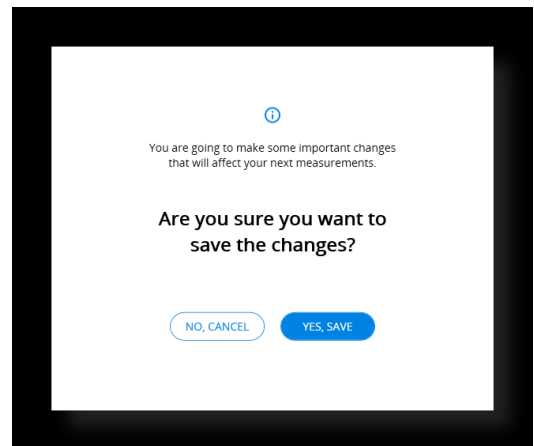 You are going to make some important changes
that will affect your next measurements.
Are you sure you want to
save the changes?
NO, CANCEL
YES, SAVE